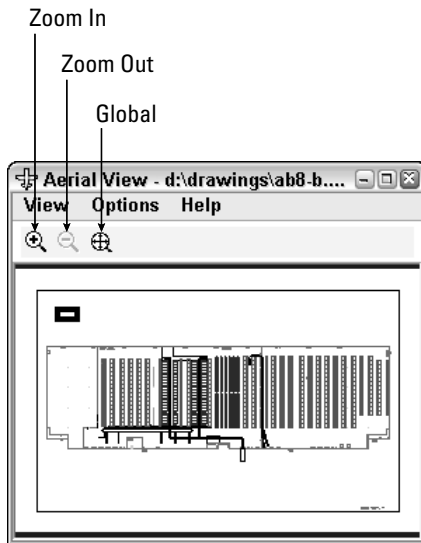 Zoom In
Zoom Out
Global
Aerial View - d:\drawings\ab8-b....
View Options Help